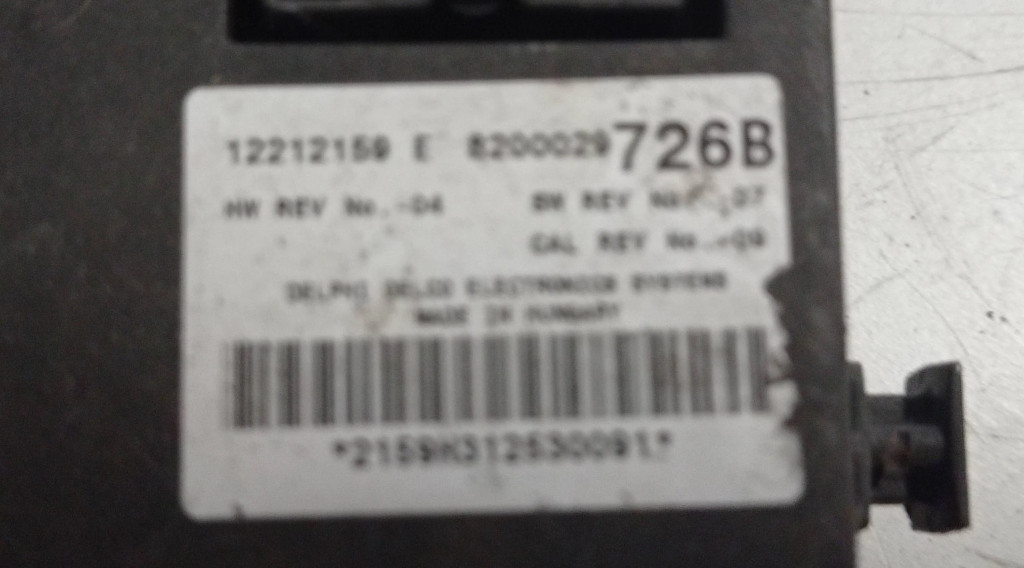 12212159 E 8200029726B
HW REV No.-04 SW REV No.-07
CAL REV No.-09
DELPHI DELCO ELECTRONICS SYSTEMS
MADE IN HUNGARY
*2159H312530091*